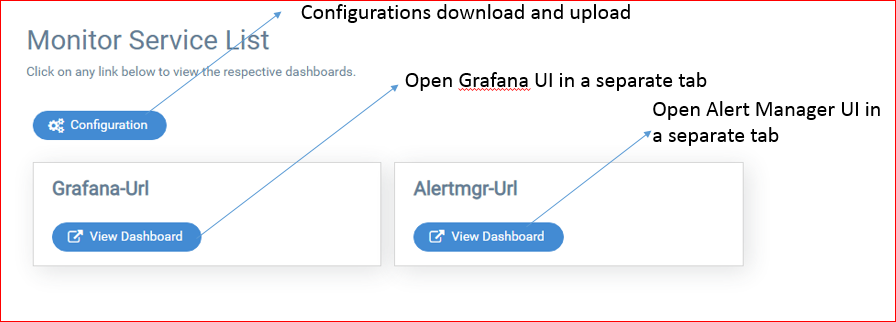 Configurations download and upload
Monitor Service List
Click on any link below to view the respective dashboards.
Open Grafana UI in a separate tab
Open Alert Manager UI in
a separate tab
Configuration
Grafana-Url
View Dashboard
Alertmgr-Url
View Dashboard